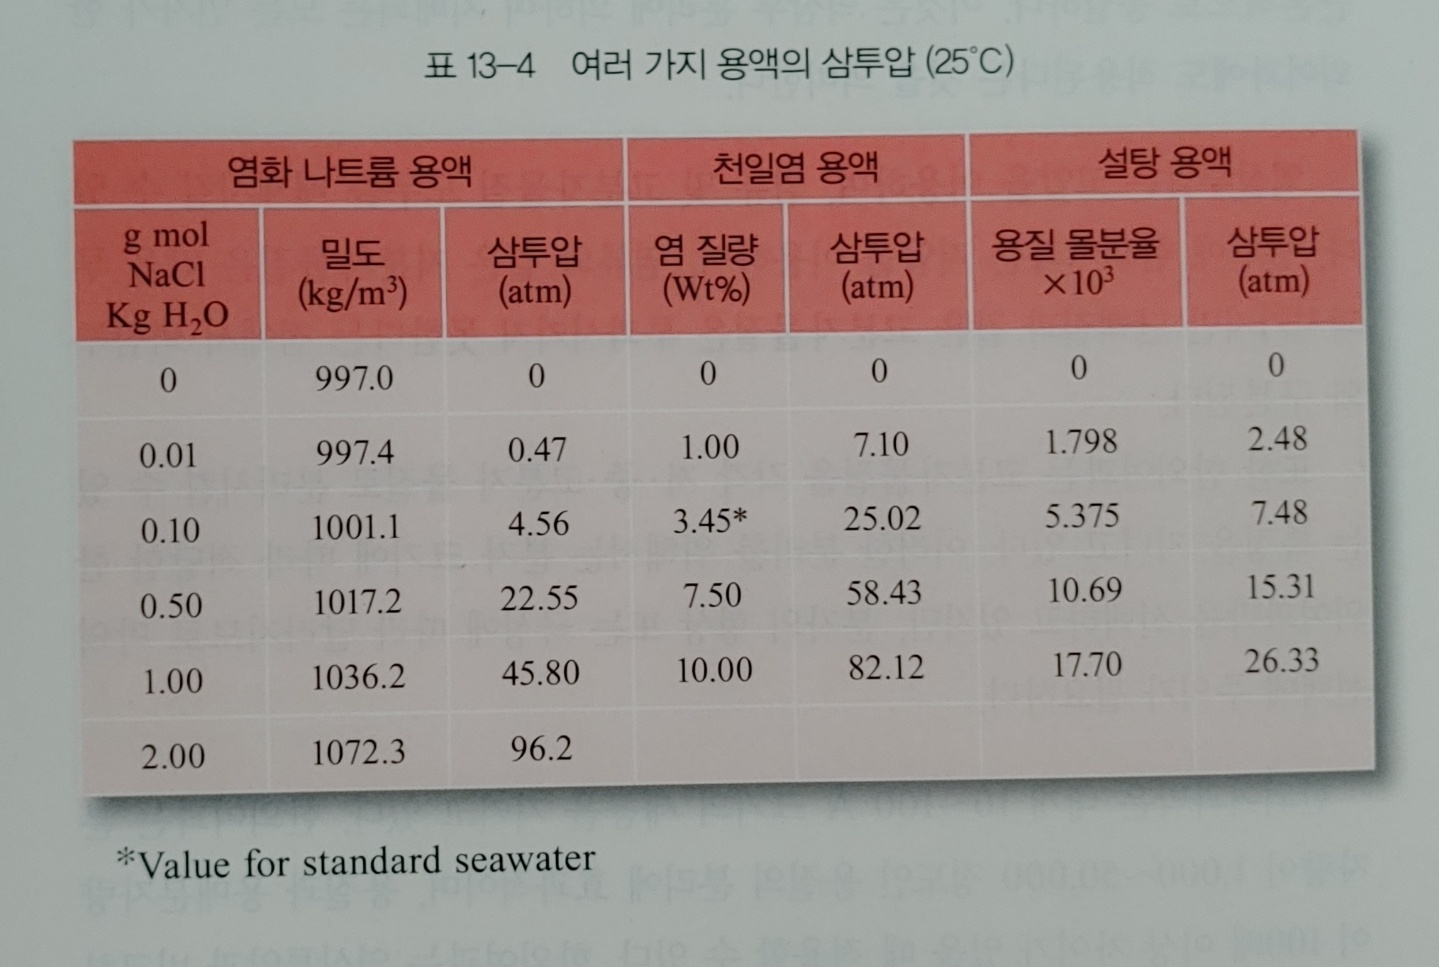 표 13-4 여러 가지 용액의 삼투압 (25°C)
염화 나트륨 용액 천일염 용액 설탕 용액
g mol NaCl Kg H₂O 밀도 (kg/m³) 삼투압 (atm) 염 질량 (Wt%) 삼투압 (atm) 용질 몰분율 ×10³ 삼투압 (atm)
0 997.0 0 0 0 0 0
0.01 997.4 0.47 1.00 7.10 1.798 2.48
0.10 1001.1 4.56 3.45* 25.02 5.375 7.48
0.50 1017.2 22.55 7.50 58.43 10.69 15.31
1.00 1036.2 45.80 10.00 82.12 17.70 26.33
2.00 1072.3 96.2
*Value for standard seawater